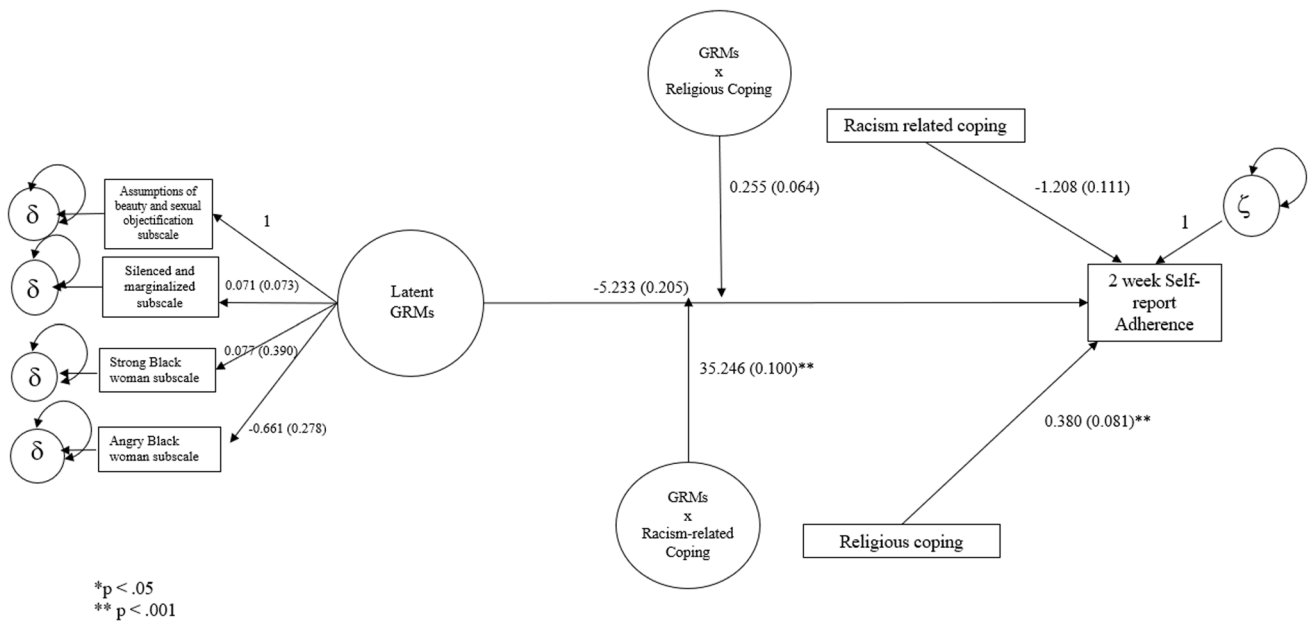 GRMs
x
Religious Coping
Racism related coping
0.255 (0.064)
-1.208 (0.111)
δ
Assumptions of
beauty and sexual
objectification
subscale
1
ζ
1
δ
Silenced and
marginalized
subscale
0.071 (0.073)
Latent
GRMs
-5.233 (0.205)
2 week Self-
report
Adherence
δ
Strong Black
woman subscale
0.077 (0.390)
35.246 (0.100)**
0.380 (0.081)**
δ
Angry Black
woman subscale
-0.661 (0.278)
GRMs
x
Racism-related
Coping
Religious coping
*p < .05
** p < .001